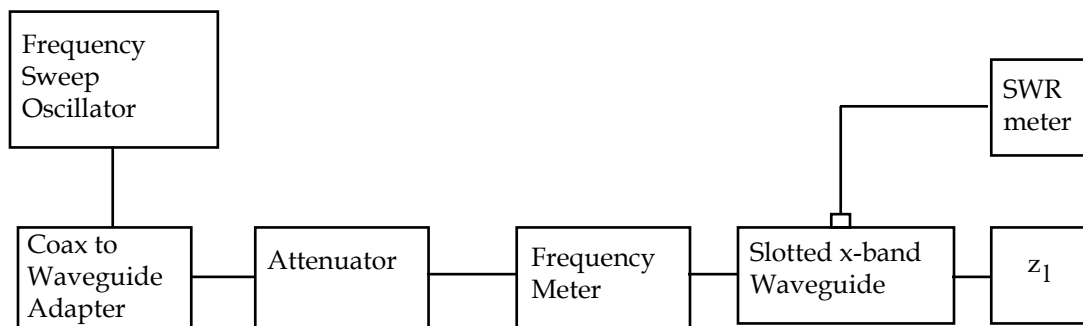 Frequency
Sweep
Oscillator
SWR
meter
Coax to
Waveguide
Adapter
Attenuator
Frequency
Meter
Slotted x-band
Waveguide
z1